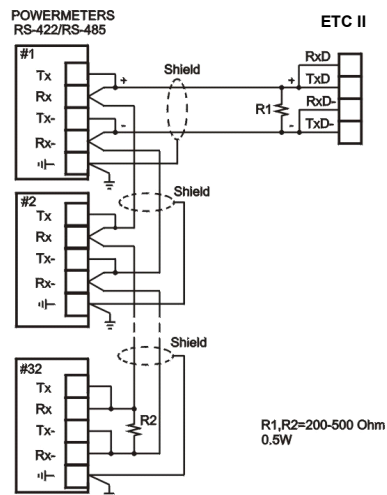 POWERMETERS
RS-422/RS-485
ETC II
#1
Tx
Rx
Tx-
Rx-
+
-
Shield
R1
+
-
RxD
TxD
RxD-
TxD-
#2
Tx
Rx
Tx-
Rx-
Shield
#32
Tx
Rx
Tx-
Rx-
Shield
R2
R1,R2=200-500 Ohm
0.5W